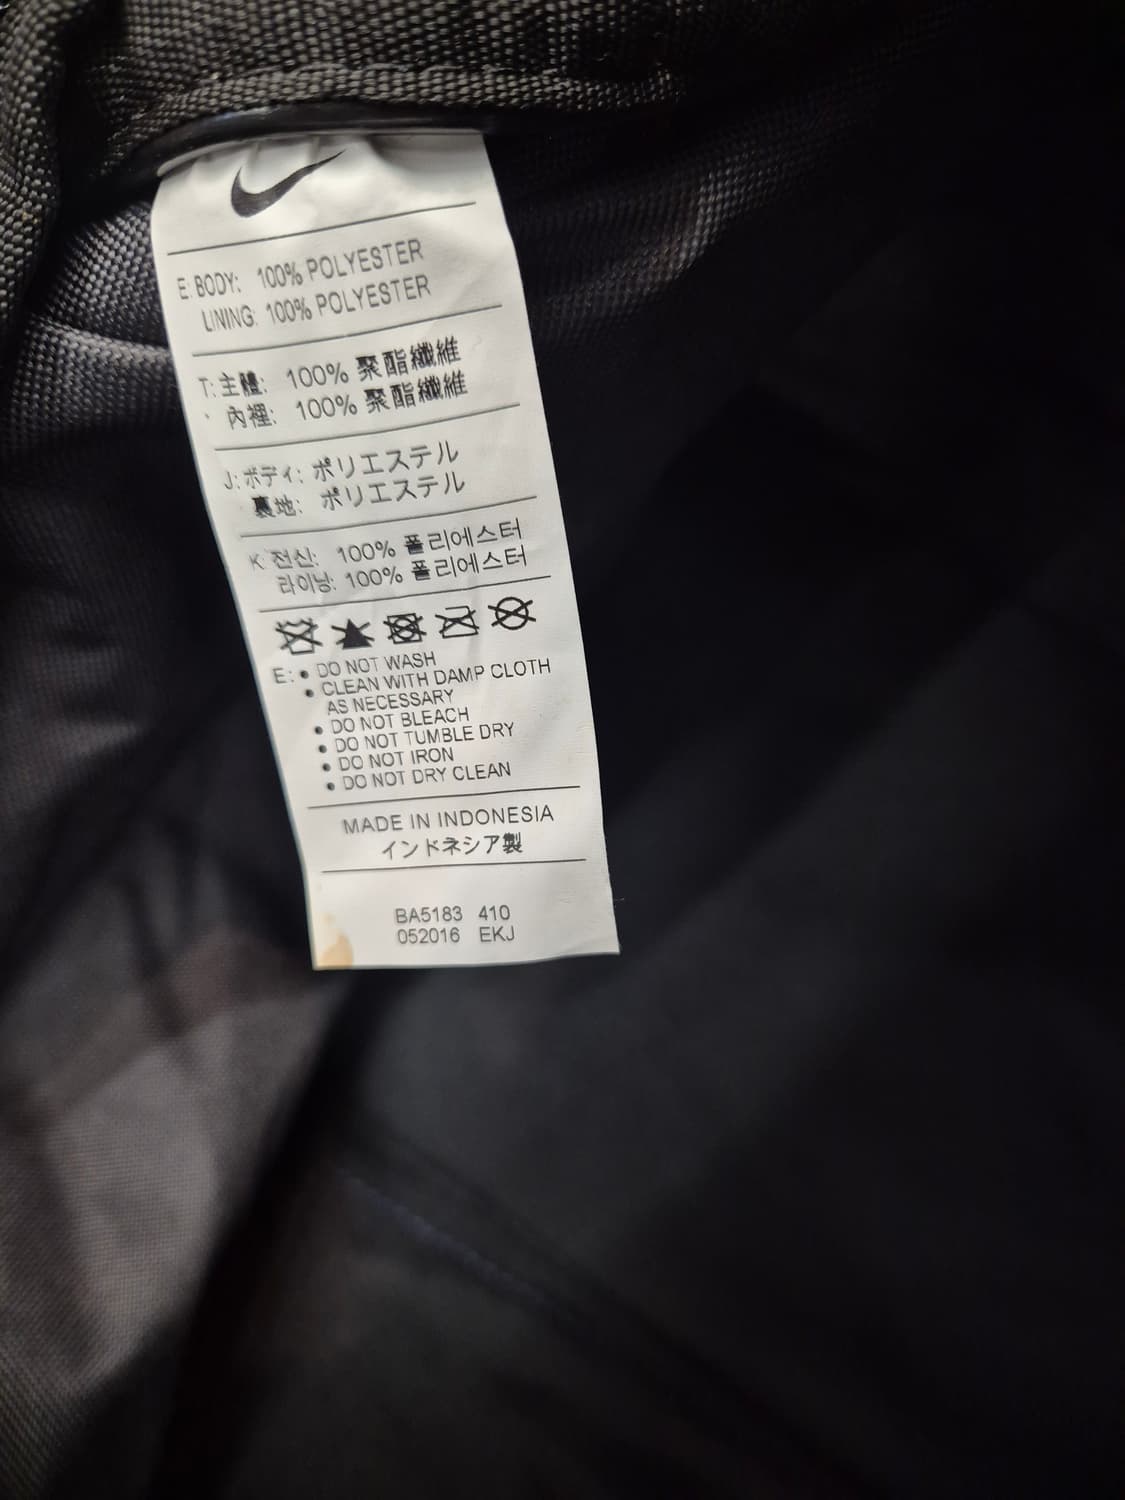 E: BODY: 100% POLYESTER
LINING: 100% POLYESTER
T: 主體: 100% 聚酯纖維
內裡: 100% 聚酯纖維
J: ボディ: ポリエステル
裏地: ポリエステル
K: 전신: 100% 폴리에스터
라이닝: 100% 폴리에스터
E: • DO NOT WASH
• CLEAN WITH DAMP CLOTH
AS NECESSARY
• DO NOT BLEACH
• DO NOT TUMBLE DRY
• DO NOT IRON
• DO NOT DRY CLEAN
MADE IN INDONESIA
インドネシア製
BA5183 410
052016 EKJ